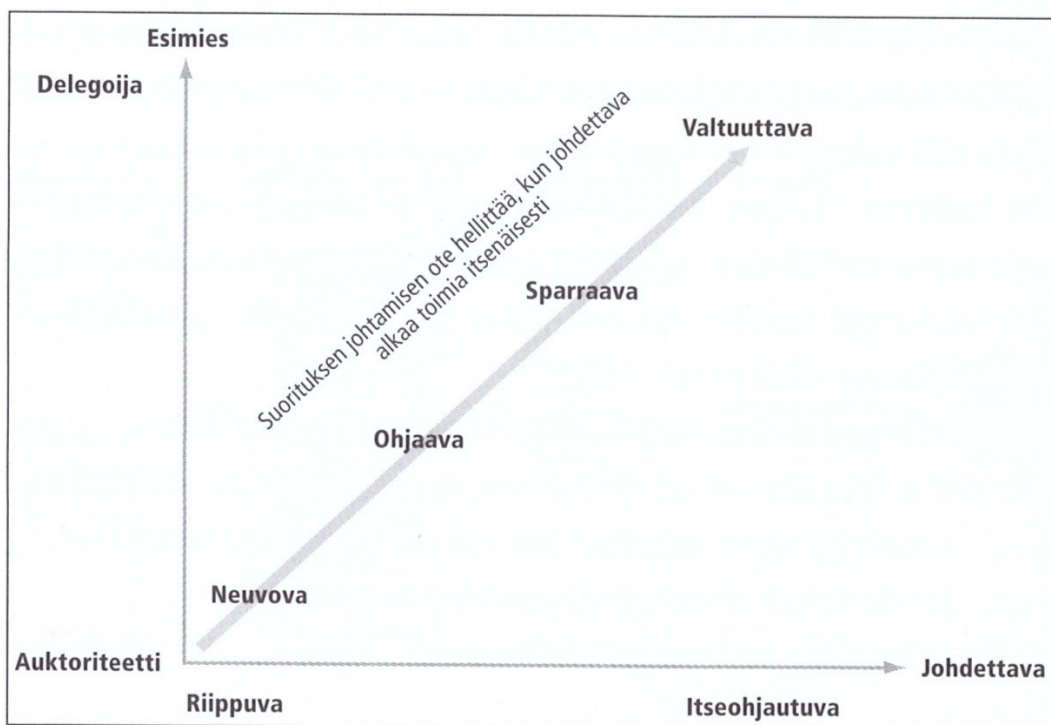 Esimies
Delegoija
Valtuuttava
Suorituksen johtamisen ote hellittää, kun johdettava
alkaa toimia itsenäisesti
Sparraava
Ohjaava
Neuvova
Auktoriteetti
Johdettava
Riippuva
Itseohjautuva